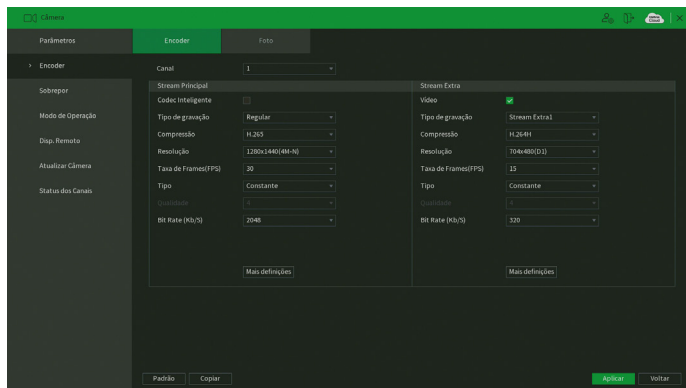 Câmera
Parâmetros
Encoder
Foto
> Encoder
Sobrepor
Modo de Operação
Disp. Remoto
Atualizar Câmera
Status dos Canais
Canal 1
Stream Principal
Codec Inteligente
Tipo de gravação Regular
Compressão H.265
Resolução 1280x1440(4M-N)
Taxa de Frames(FPS) 30
Tipo Constante
Qualidade 4
Bit Rate (Kb/S) 2048
Mais definições
Stream Extra
Vídeo
Tipo de gravação Stream Extra1
Compressão H.264H
Resolução 704x480(D1)
Taxa de Frames(FPS) 15
Tipo Constante
Qualidade 4
Bit Rate (Kb/S) 320
Mais definições
Padrão Copiar Aplicar Voltar